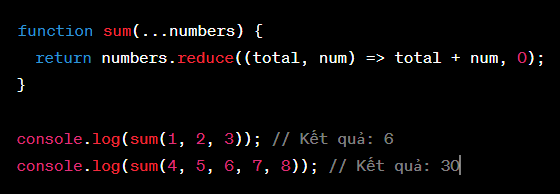 function sum(...numbers) {
  return numbers.reduce((total, num) => total + num, 0);
}

console.log(sum(1, 2, 3)); // Kết quả: 6
console.log(sum(4, 5, 6, 7, 8)); // Kết quả: 30